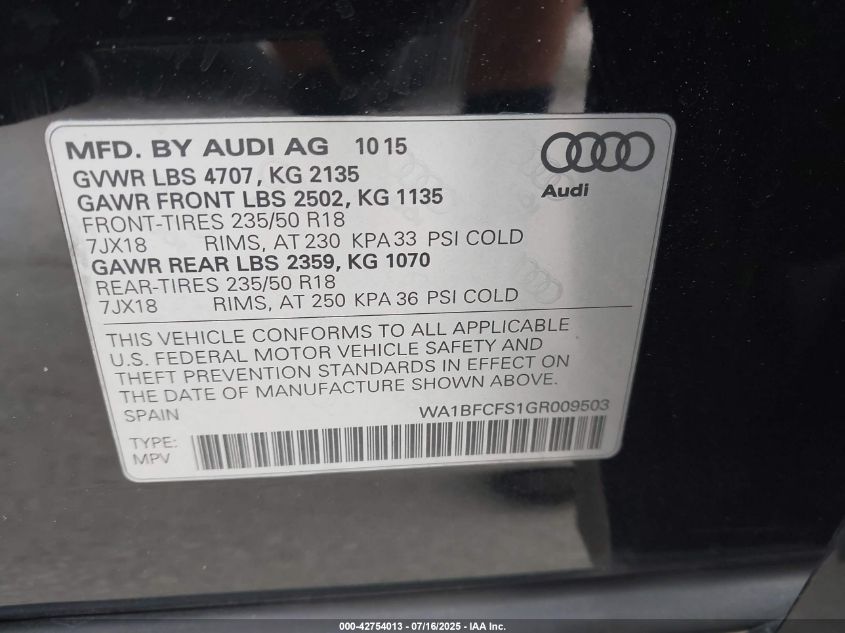 MFD. BY AUDI AG 10 15
GVWR LBS 4707, KG 2135
GAWR FRONT LBS 2502, KG 1135
FRONT-TIRES 235/50 R18
7JX18 RIMS, AT 230 KPA 33 PSI COLD
GAWR REAR LBS 2359, KG 1070
REAR-TIRES 235/50 R18
7JX18 RIMS, AT 250 KPA 36 PSI COLD
Audi
THIS VEHICLE CONFORMS TO ALL APPLICABLE
U.S. FEDERAL MOTOR VEHICLE SAFETY AND
THEFT PREVENTION STANDARDS IN EFFECT ON
THE DATE OF MANUFACTURE SHOWN ABOVE.
SPAIN WA1BFCFS1GR009503
TYPE:
MPV
000-42754013 - 07/16/2025 - IAA Inc.